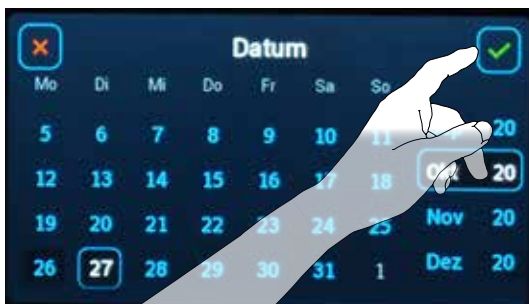 Datum
Mo Di Mi Do Fr Sa So
5 6 7 8 9 10 11 20
12 13 14 15 16 17 18 Okt 20
19 20 21 22 23 24 25 Nov 20
26 27 28 29 30 31 1 Dez 20